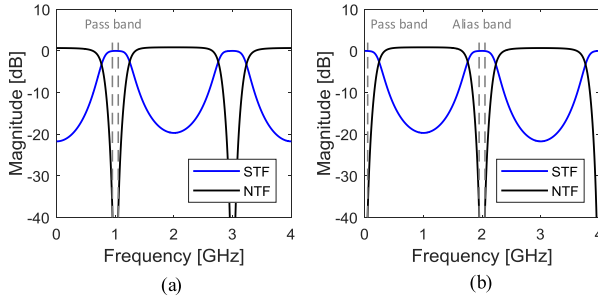 Pass band
10
0
-10
-20
-30
-40
Magnitude [dB]
STF
NTF
0
1
2
3
4
Frequency [GHz]
(a)
Pass band
Alias band
10
0
-10
-20
-30
-40
Magnitude [dB]
STF
NTF
0
1
2
3
4
Frequency [GHz]
(b)